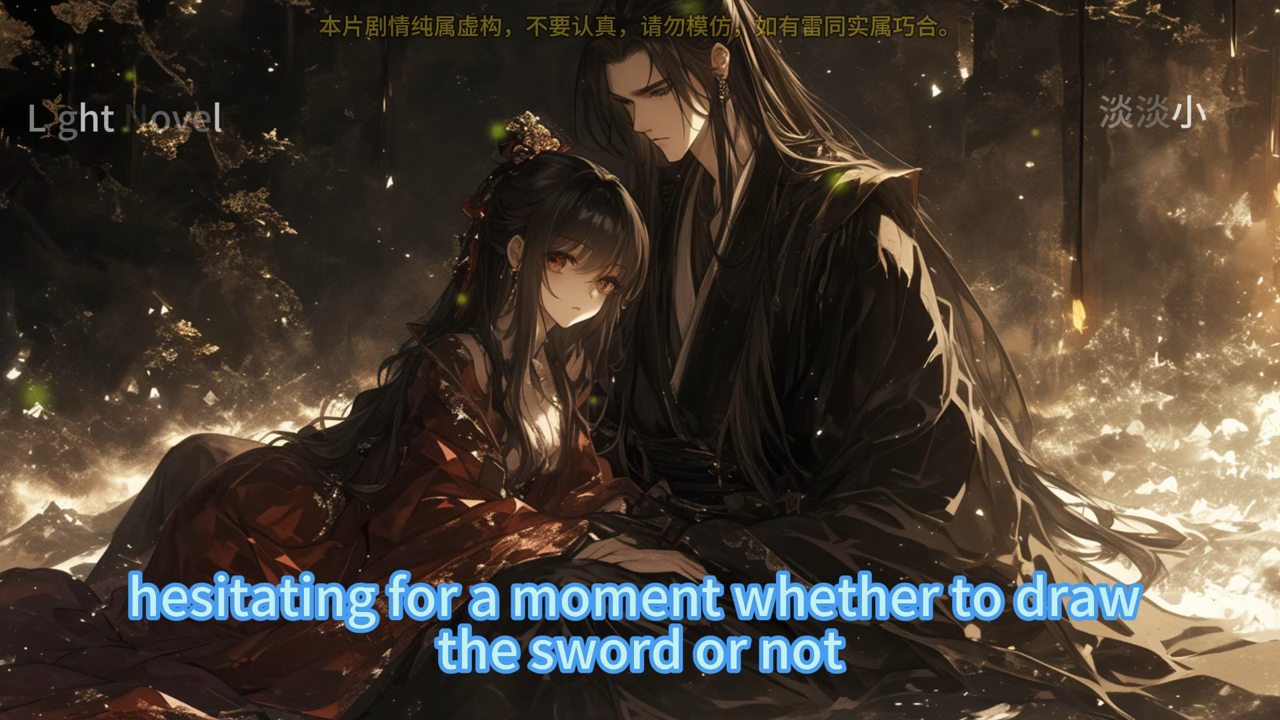 本片剧情纯属虚构，不要认真，请勿模仿，如有雷同实属巧合。
Light Novel
淡淡小
hesitating for a moment whether to draw
the sword or not